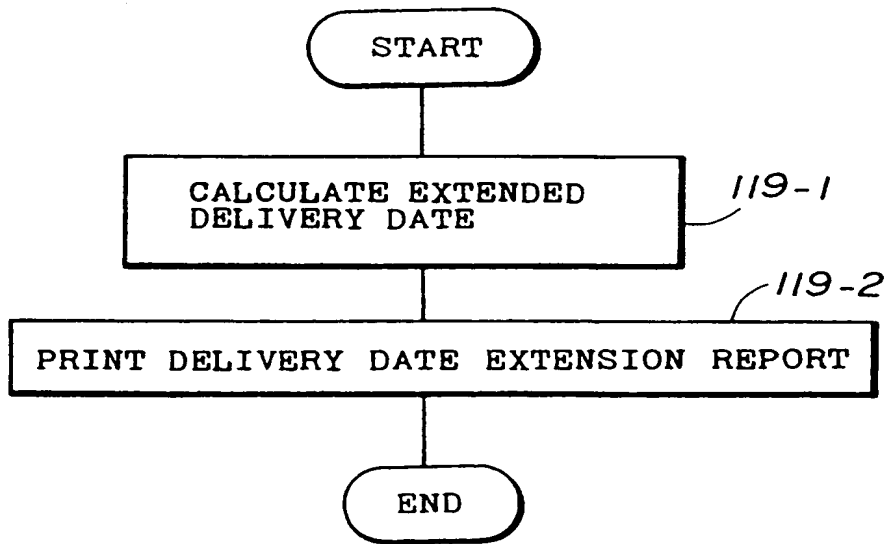 START
CALCULATE EXTENDED
DELIVERY DATE
119-1
119-2
PRINT DELIVERY DATE EXTENSION REPORT
END